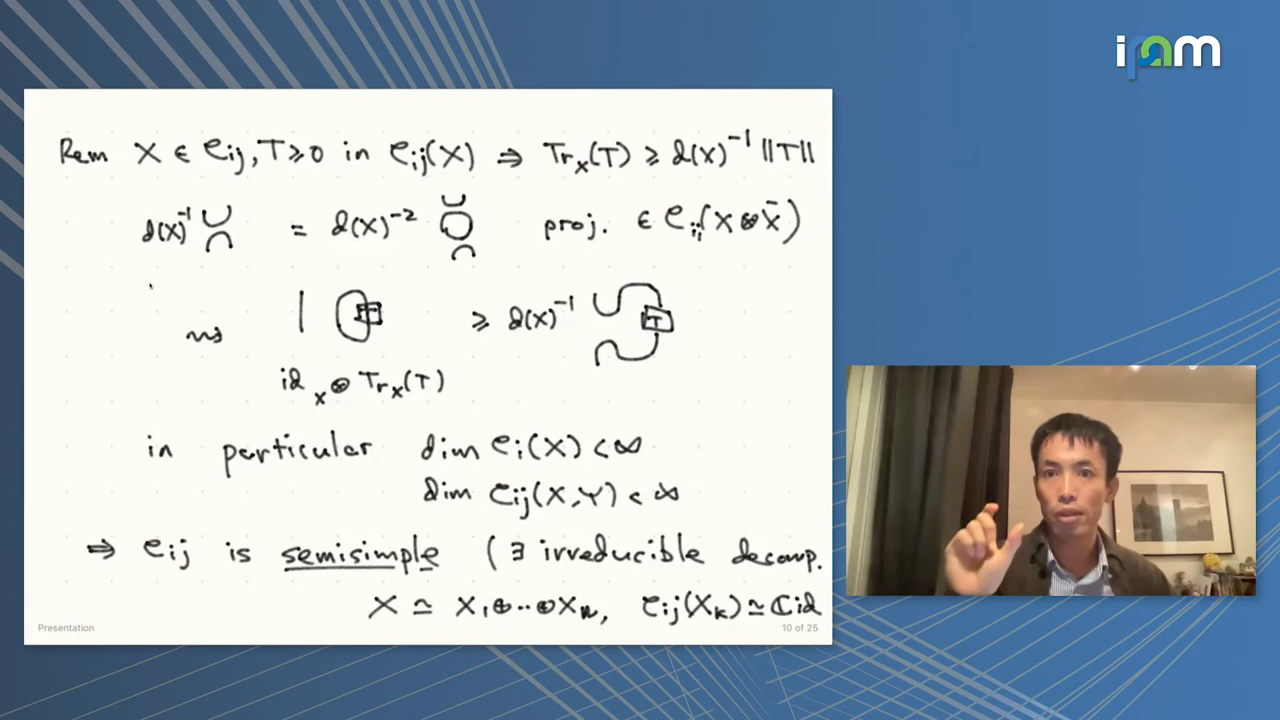 ipam
Rem X ∈ C_ij, T ≥ 0 in C_ij(X) ⇒ Tr_x(T) ≥ d(X)^-1 ||T||
d(X)^-1 = d(X)^-2 proj. ∈ C_ii(X ⊗ X̄)
T ≥ d(X)^-1 T
id_x ⊗ Tr_x(T)
in particular dim C_i(X) < ∞
dim C_ij(X,Y) < ∞
⇒ C_ij is semisimple (∃ irreducible decomp.
X ≃ X_1 ⊕ ·· ⊕ X_n, C_ij(X_k) ≃ ℂ id
Presentation
10 of 25